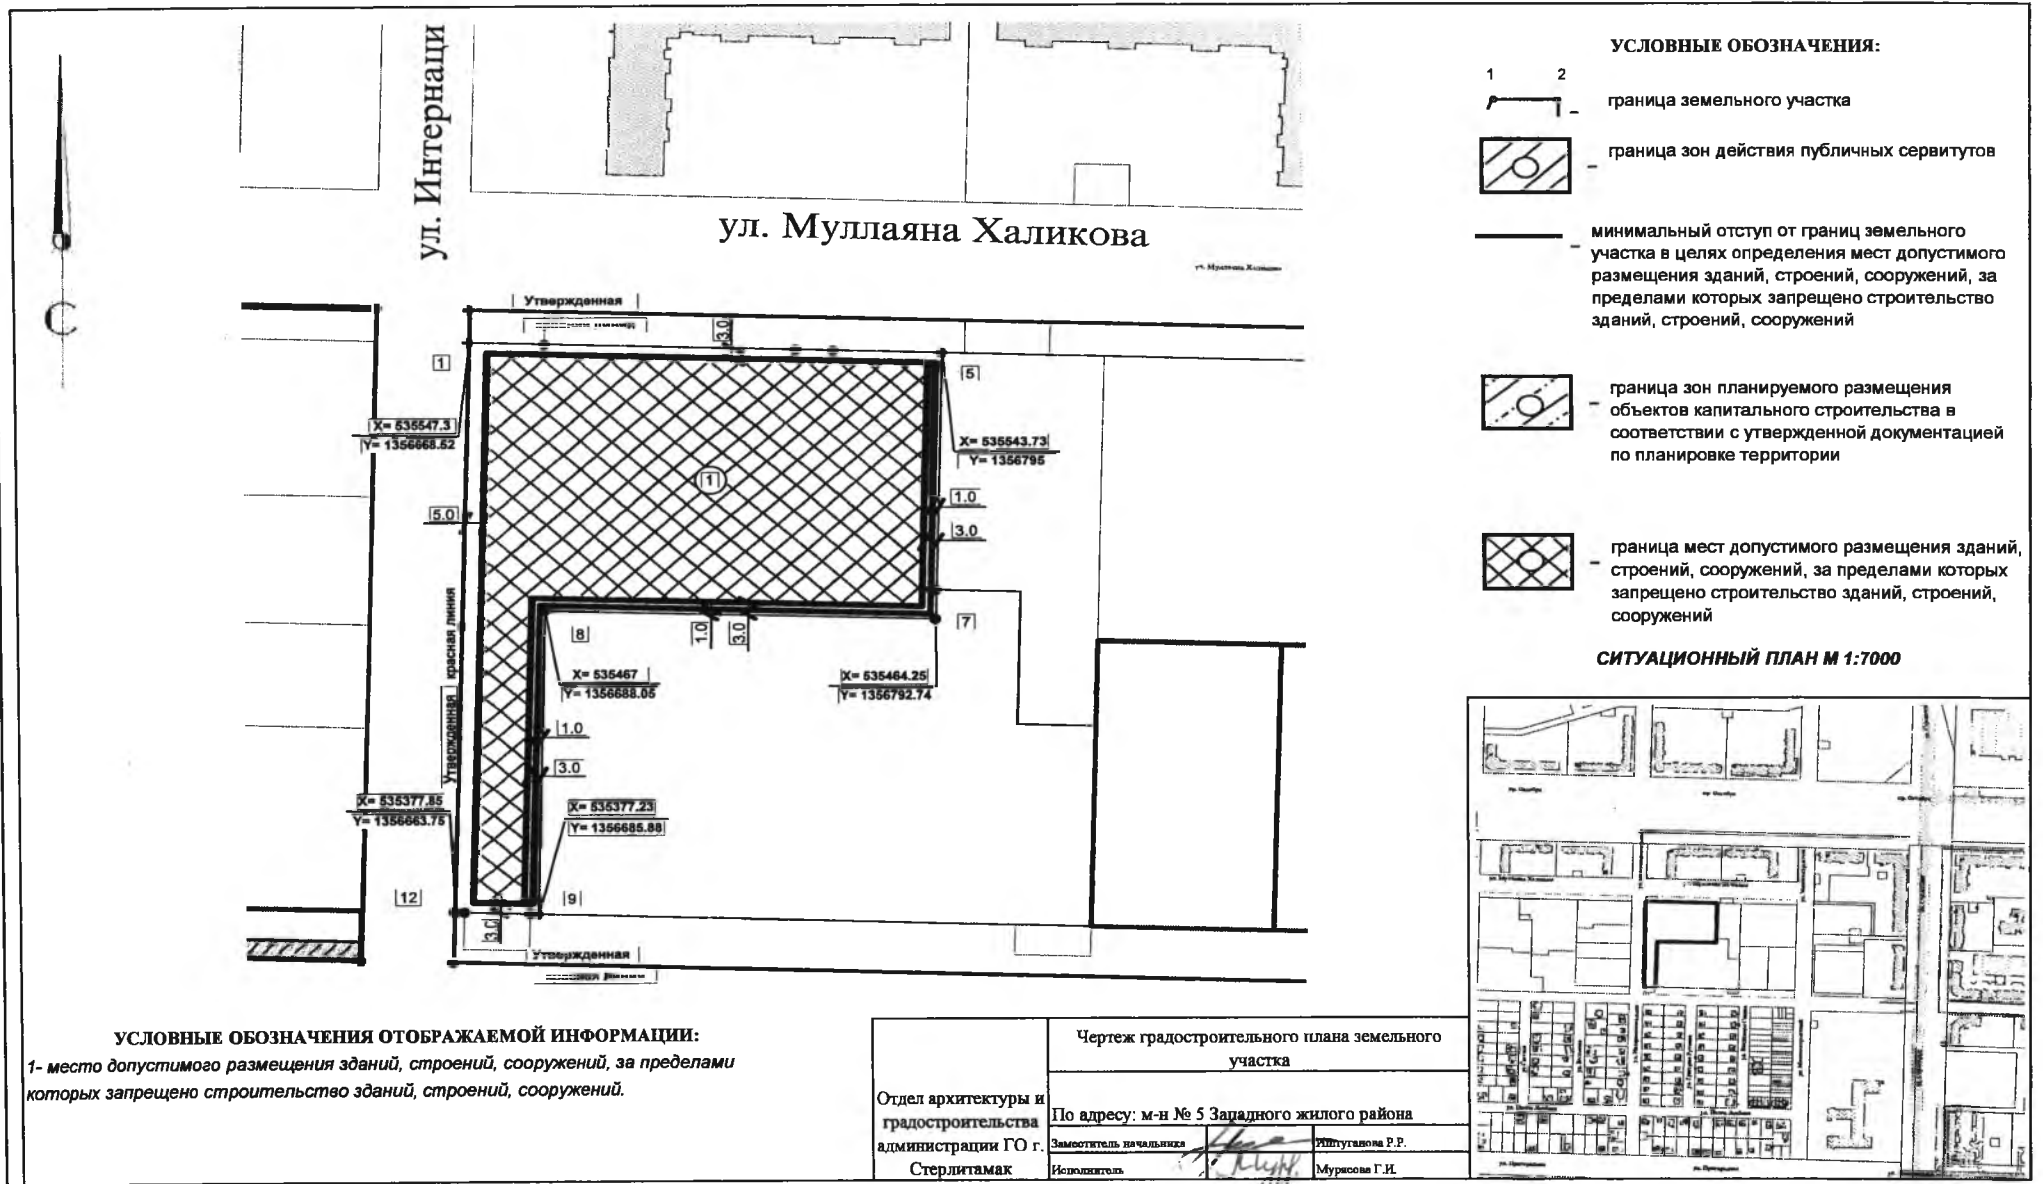 ул. Интернаци
ул. Муллаяна Халикова
ул. Муллаяна Халикова
С
Утвержденная
3.0
1
5
X= 535547.3
Y= 1356668.52
X= 535543.73
Y= 1356795
1
5.0
1.0
3.0
Утвержденная красная линия
8
1.0
3.0
7
X= 535467
Y= 1356688.05
X= 535464.25
Y= 1356792.74
1.0
3.0
X= 535377.85
Y= 1356663.75
X= 535377.23
Y= 1356685.88
12
9
3.0
Утвержденная
УСЛОВНЫЕ ОБОЗНАЧЕНИЯ:
1 2
- граница земельного участка
- граница зон действия публичных сервитутов
- минимальный отступ от границ земельного
участка в целях определения мест допустимого
размещения зданий, строений, сооружений, за
пределами которых запрещено строительство
зданий, строений, сооружений
- граница зон планируемого размещения
объектов капитального строительства в
соответствии с утвержденной документацией
по планировке территории
- граница мест допустимого размещения зданий,
строений, сооружений, за пределами которых
запрещено строительство зданий, строений,
сооружений
СИТУАЦИОННЫЙ ПЛАН М 1:7000
УСЛОВНЫЕ ОБОЗНАЧЕНИЯ ОТОБРАЖАЕМОЙ ИНФОРМАЦИИ:
1- место допустимого размещения зданий, строений, сооружений, за пределами
которых запрещено строительство зданий, строений, сооружений.
Отдел архитектуры и
градостроительства
администрации ГО г.
Стерлитамак
Чертеж градостроительного плана земельного
участка
По адресу: м-н № 5 Западного жилого района
Заместитель начальника
Ишпуганова Р.Р.
Исполнитель
Мурясова Г.И.